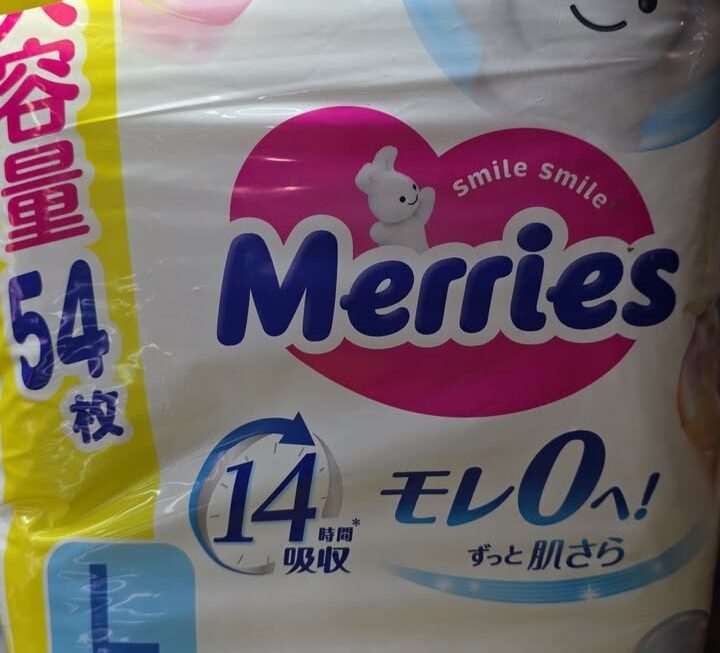 大容量
54
枚
smile smile
Merries
14
時間*
吸収
モレ0へ!
ずっと肌さら
L